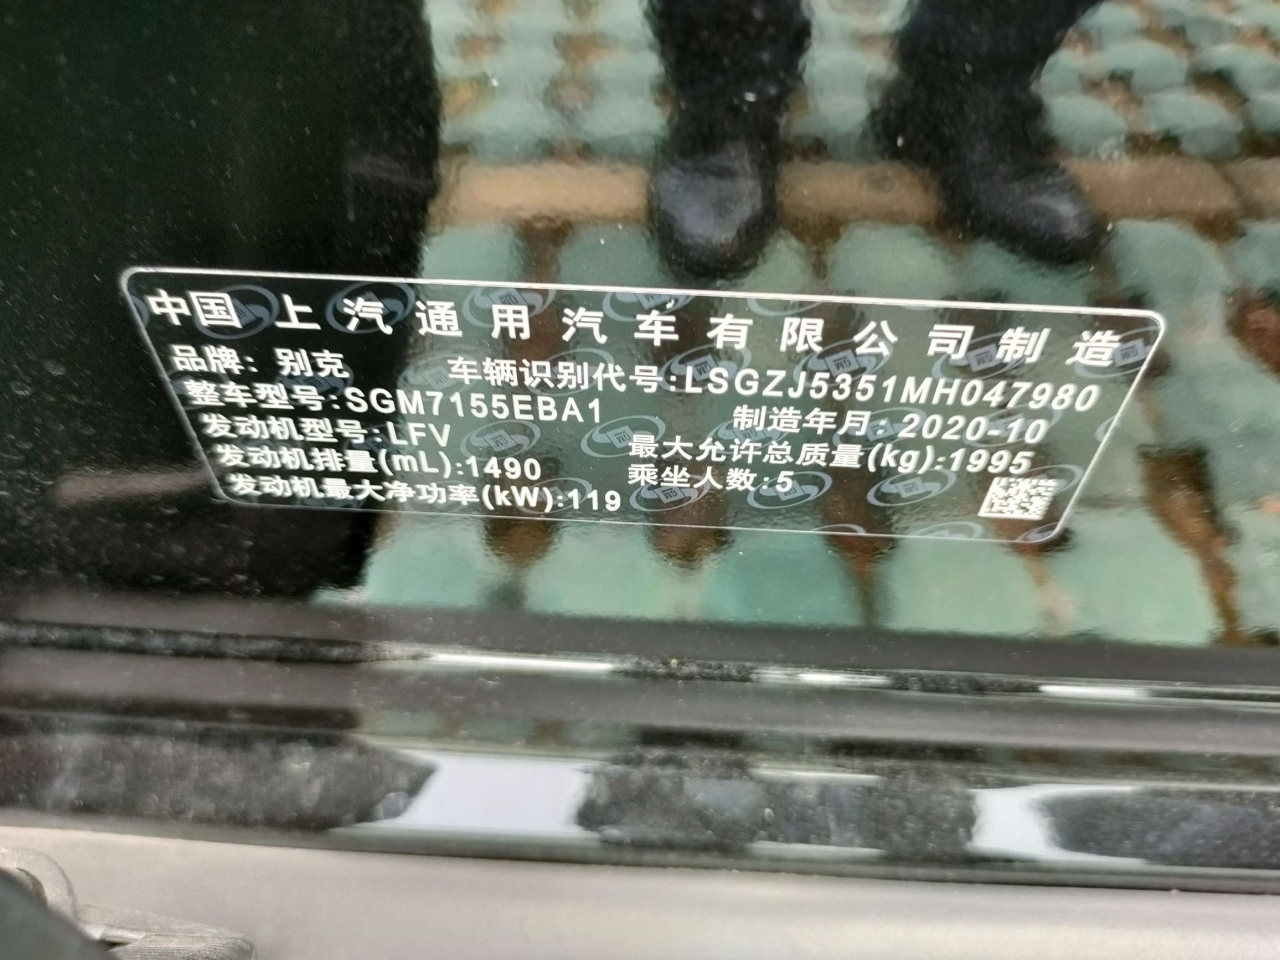 中国 上汽通用汽车有限公司制造
品牌: 别克 车辆识别代号:LSGZJ5351MH047980
整车型号:SGM7155EBA1 制造年月: 2020-10
发动机型号:LFV 最大允许总质量(kg):1995
发动机排量(mL):1490 乘坐人数:5
发动机最大净功率(kW):119